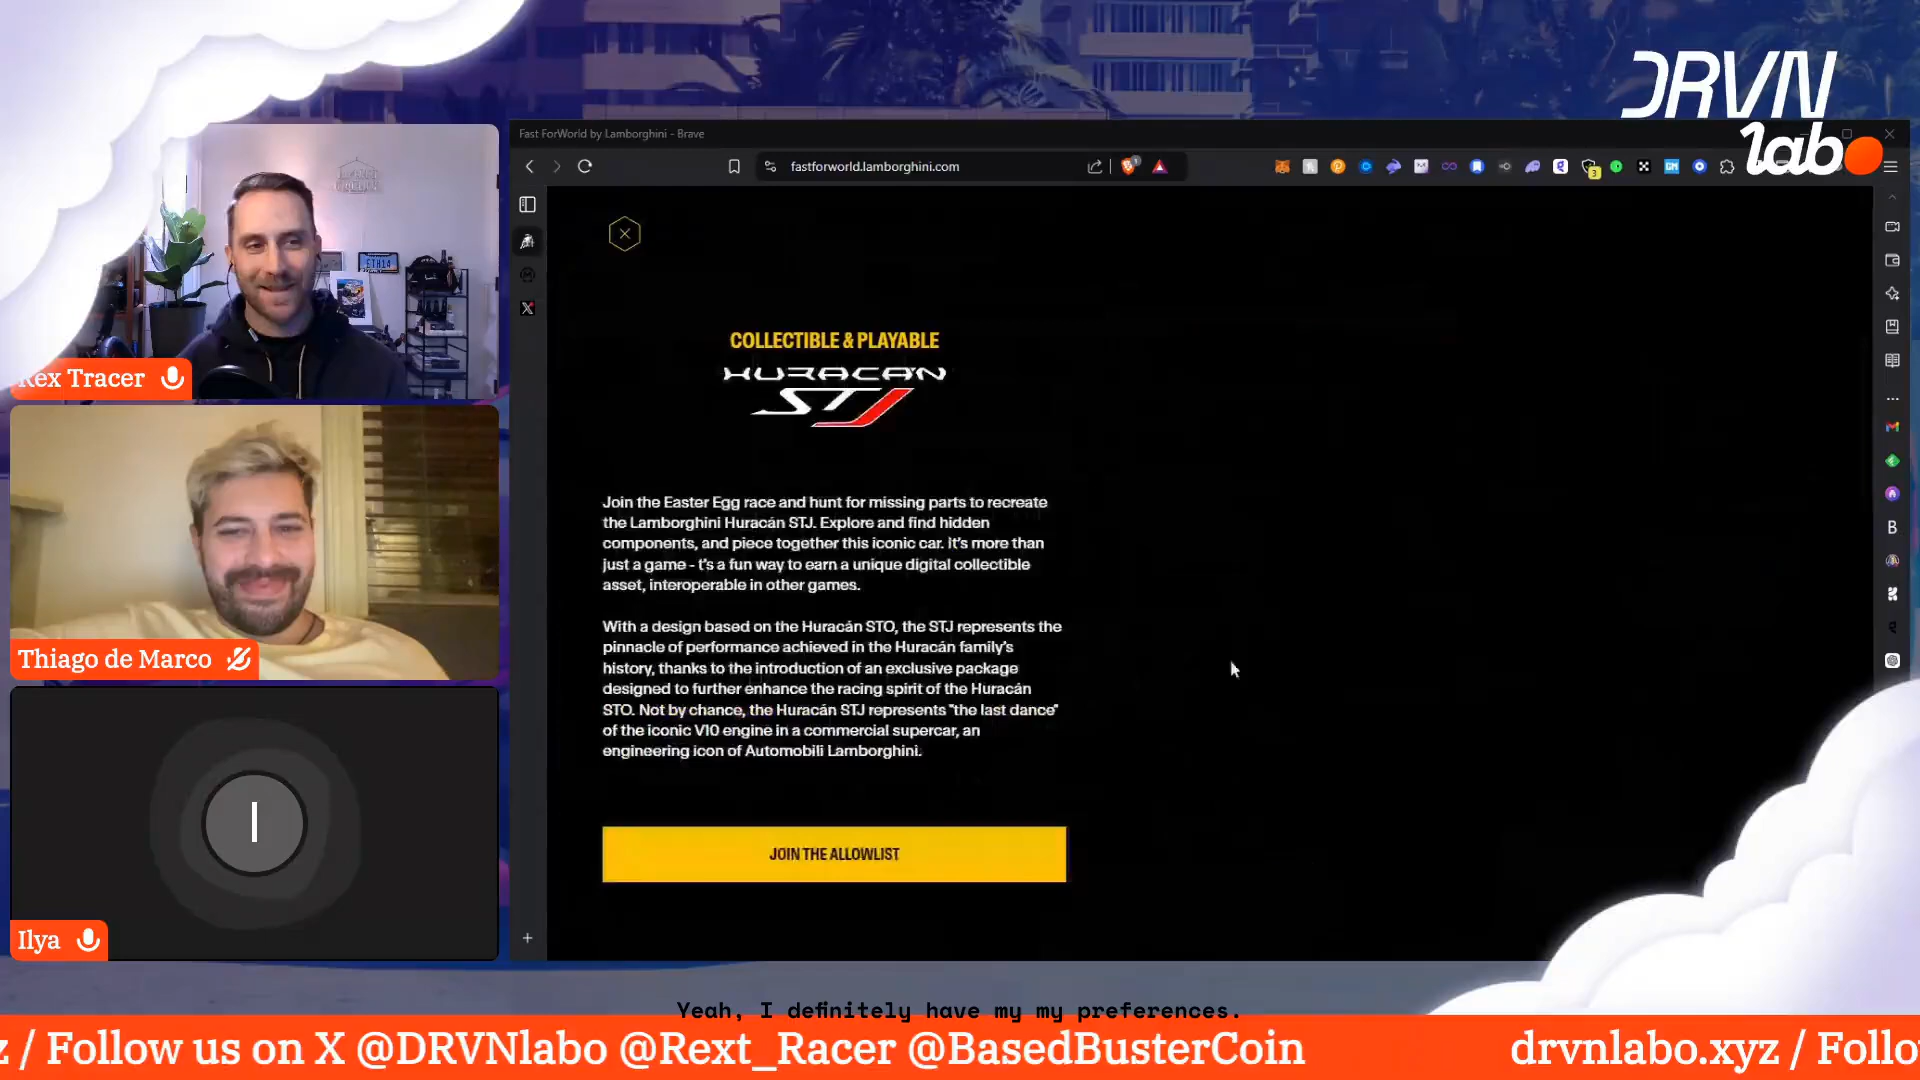 DRVN
labo
Fast ForWorld by Lamborghini - Brave
fastforworld.lamborghini.com
ETH14
Rex Tracer
COLLECTIBLE & PLAYABLE
HURACÁN
STJ
Join the Easter Egg race and hunt for missing parts to recreate
the Lamborghini Huracán STJ. Explore and find hidden
components, and piece together this iconic car. It's more than
just a game - t's a fun way to earn a unique digital collectible
asset, interoperable in other games.
With a design based on the Huracán STO, the STJ represents the
pinnacle of performance achieved in the Huracán family's
history, thanks to the introduction of an exclusive package
designed to further enhance the racing spirit of the Huracán
STO. Not by chance, the Huracán STJ represents "the last dance"
of the iconic V10 engine in a commercial supercar, an
engineering icon of Automobili Lamborghini.
JOIN THE ALLOWLIST
Thiago de Marco
I
Ilya
Yeah, I definitely have my my preferences.
z / Follow us on X @DRVNlabo @Rext_Racer @BasedBusterCoin
drvnlabo.xyz / Follo